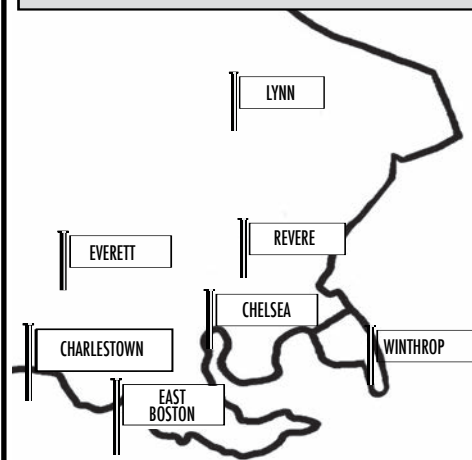 LYNN
REVERE
EVERETT
CHELSEA
CHARLESTOWN
WINTHROP
EAST
BOSTON